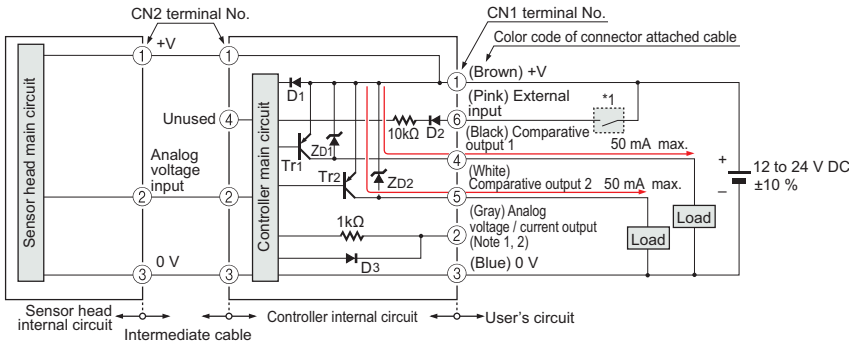 CN2 terminal No.
CN1 terminal No.
Color code of connector attached cable
+V
1
1
1
(Brown) +V
(Pink) External
input
*1
D1
Unused
4
10kΩ
D2
6
(Black) Comparative
output 1
50 mA max.
Sensor head main circuit
Controller main circuit
ZD1
Tr1
4
Analog
voltage
input
Tr2
ZD2
(White)
Comparative output 2
50 mA max.
+
−
12 to 24 V DC
±10 %
2
2
5
1kΩ
(Gray) Analog
voltage / current output
(Note 1, 2)
2
Load
Load
D3
0 V
3
3
3
(Blue) 0 V
Sensor head
internal circuit
Intermediate cable
Controller internal circuit
User's circuit